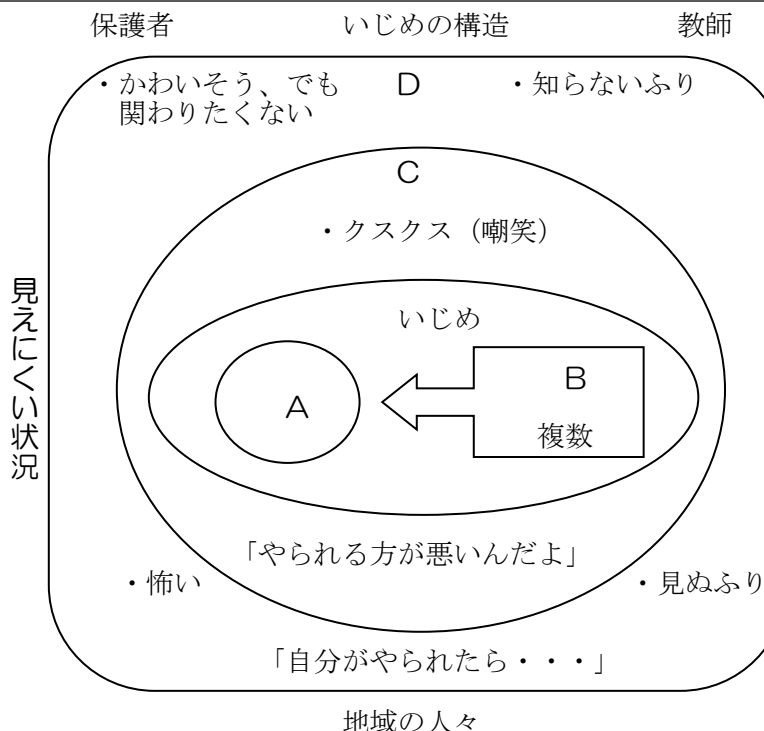 保護者 いじめの構造 教師
・かわいそう、でも D ・知らないふり
関わりたくない
C
・クスクス（嘲笑）
見えにくい状況
いじめ
A
B
複数
「やられる方が悪いんだよ」
・怖い ・見ぬふり
「自分がやられたら・・・」
地域の人々